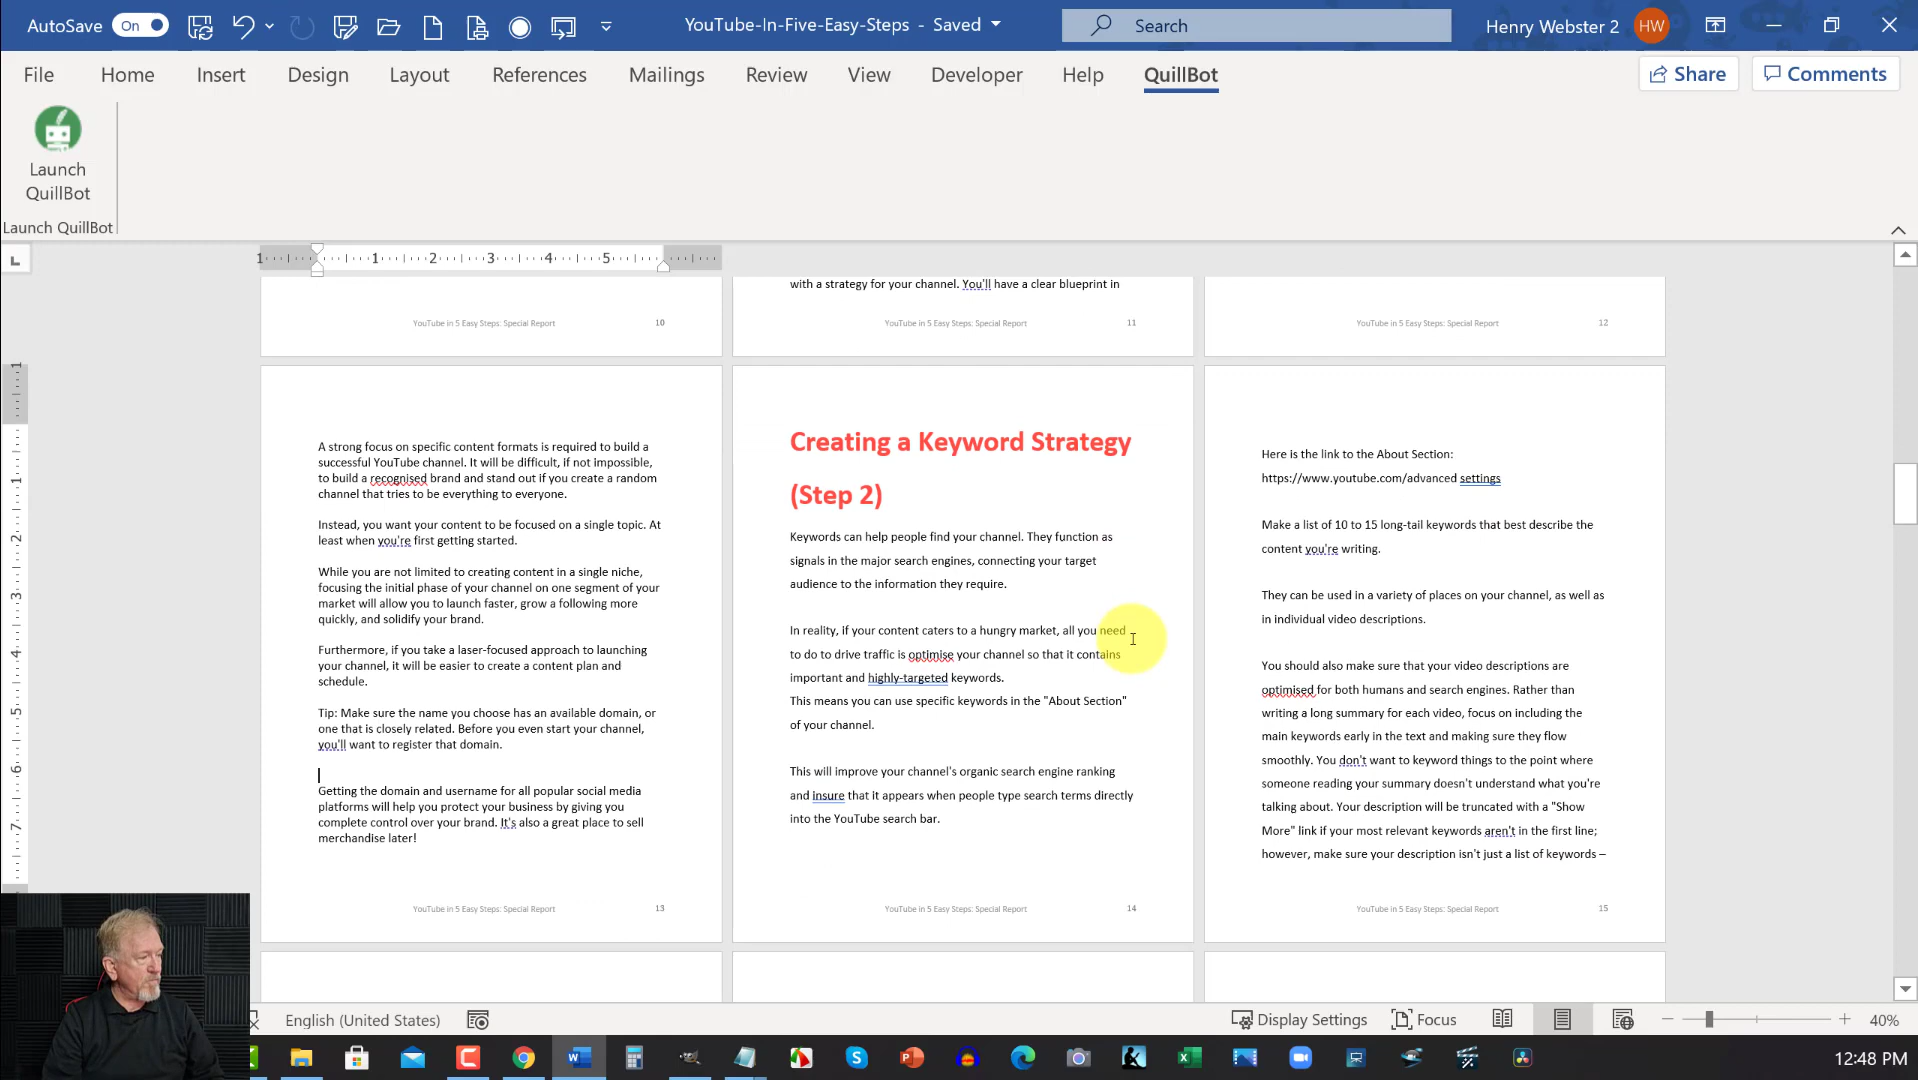 AutoSave On
YouTube-In-Five-Easy-Steps - Saved
Search
Henry Webster 2 HW
File Home Insert Design Layout References Mailings Review View Developer Help QuillBot
Share Comments
Launch
QuillBot
Launch QuillBot
1 1 2 3 4 5
1 1 2 3 4 5 6 7
YouTube in 5 Easy Steps: Special Report 10
with a strategy for your channel. You'll have a clear blueprint in
YouTube in 5 Easy Steps: Special Report 11
YouTube in 5 Easy Steps: Special Report 12
A strong focus on specific content formats is required to build a
successful YouTube channel. It will be difficult, if not impossible,
to build a recognised brand and stand out if you create a random
channel that tries to be everything to everyone.
Instead, you want your content to be focused on a single topic. At
least when you're first getting started.
While you are not limited to creating content in a single niche,
focusing the initial phase of your channel on one segment of your
market will allow you to launch faster, grow a following more
quickly, and solidify your brand.
Furthermore, if you take a laser-focused approach to launching
your channel, it will be easier to create a content plan and
schedule.
Tip: Make sure the name you choose has an available domain, or
one that is closely related. Before you even start your channel,
you'll want to register that domain.
Getting the domain and username for all popular social media
platforms will help you protect your business by giving you
complete control over your brand. It's also a great place to sell
merchandise later!
YouTube in 5 Easy Steps: Special Report 13
Creating a Keyword Strategy
(Step 2)
Keywords can help people find your channel. They function as
signals in the major search engines, connecting your target
audience to the information they require.
In reality, if your content caters to a hungry market, all you need
to do to drive traffic is optimise your channel so that it contains
important and highly-targeted keywords.
This means you can use specific keywords in the "About Section"
of your channel.
This will improve your channel's organic search engine ranking
and insure that it appears when people type search terms directly
into the YouTube search bar.
YouTube in 5 Easy Steps: Special Report 14
Here is the link to the About Section:
https://www.youtube.com/advanced settings
Make a list of 10 to 15 long-tail keywords that best describe the
content you're writing.
They can be used in a variety of places on your channel, as well as
in individual video descriptions.
You should also make sure that your video descriptions are
optimised for both humans and search engines. Rather than
writing a long summary for each video, focus on including the
main keywords early in the text and making sure they flow
smoothly. You don't want to keyword things to the point where
someone reading your summary doesn't understand what you're
talking about. Your description will be truncated with a "Show
More" link if your most relevant keywords aren't in the first line;
however, make sure your description isn't just a list of keywords –
YouTube in 5 Easy Steps: Special Report 15
English (United States)
Display Settings Focus 40%
12:48 PM